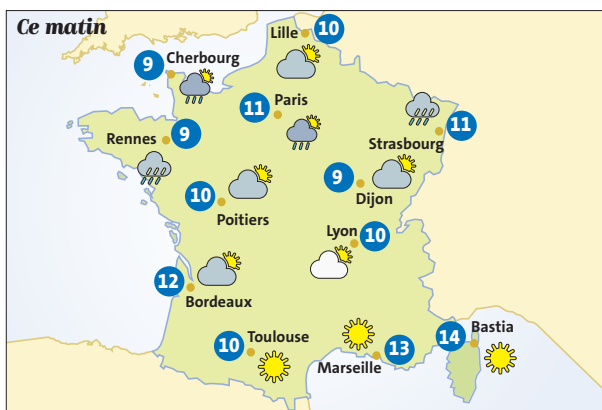 Ce matin
Lille 10
9 Cherbourg
11 Paris
Rennes 9
11
Strasbourg
9
Dijon
10
Poitiers
Lyon 10
12
Bordeaux
10 Toulouse
13
Marseille
14 Bastia